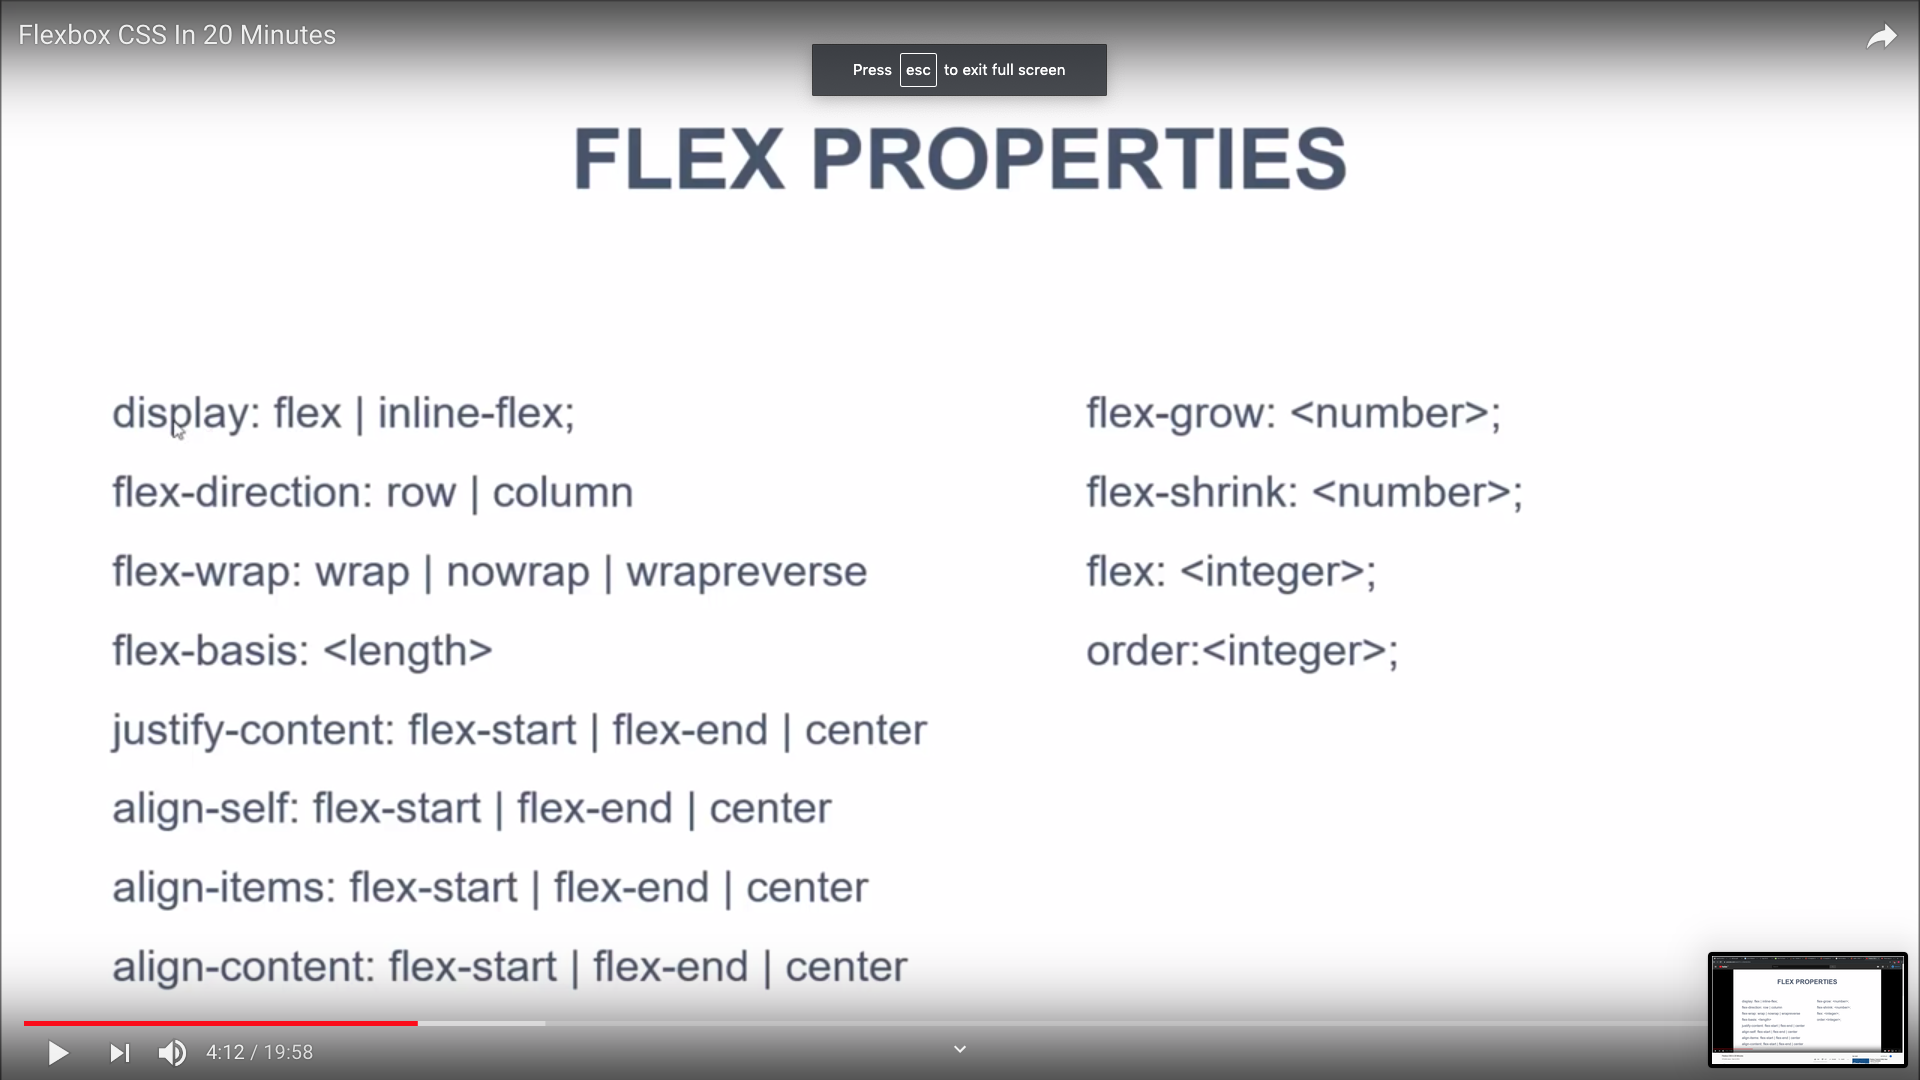 Flexbox CSS In 20 Minutes
Press esc to exit full screen
FLEX PROPERTIES
display: flex | inline-flex;
flex-direction: row | column
flex-wrap: wrap | nowrap | wrapreverse
flex-basis: <length>
justify-content: flex-start | flex-end | center
align-self: flex-start | flex-end | center
align-items: flex-start | flex-end | center
align-content: flex-start | flex-end | center
flex-grow: <number>;
flex-shrink: <number>;
flex: <integer>;
order:<integer>;
4:12 / 19:58
FLEX PROPERTIES